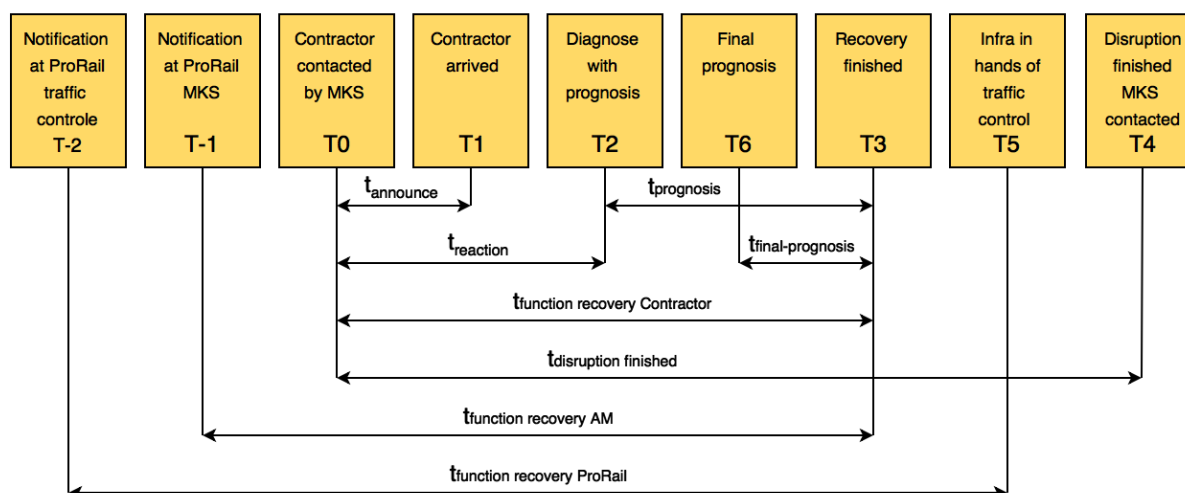 Notification
at ProRail
traffic
controle
T-2
Notification
at ProRail
MKS
T-1
Contractor
contacted
by MKS
T0
Contractor
arrived
T1
Diagnose
with
prognosis
T2
Final
prognosis
T6
Recovery
finished
T3
Infra in
hands of
traffic
control
T5
Disruption
finished
MKS
contacted
T4
tannounce
tprognosis
treaction
tfinal-prognosis
tfunction recovery Contractor
tdisruption finished
tfunction recovery AM
tfunction recovery ProRail